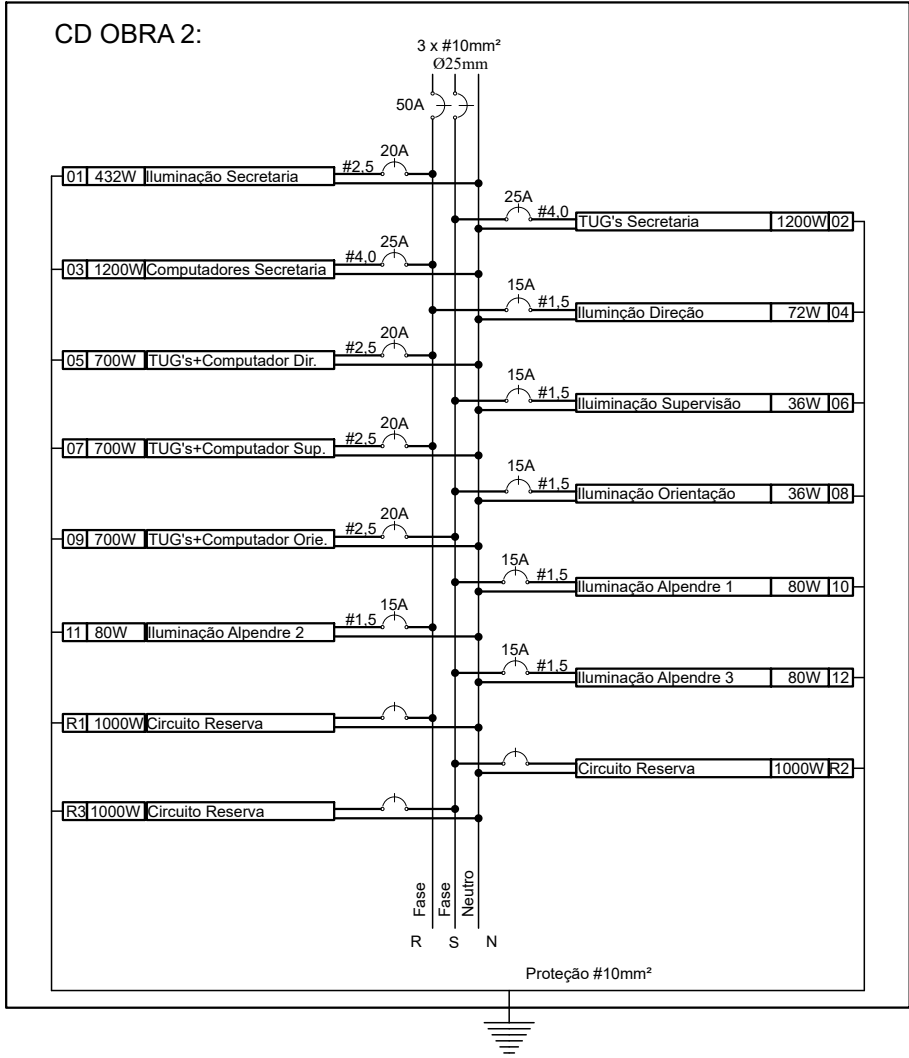 CD OBRA 2:
3 x #10mm²
Ø25mm
50A
01 432W Iluminação Secretaria #2,5 20A
25A #4,0 TUG's Secretaria 1200W 02
03 1200W Computadores Secretaria #4,0 25A
15A #1,5 Iluminção Direção 72W 04
05 700W TUG's+Computador Dir. #2,5 20A
15A #1,5 Iluiminação Supervisão 36W 06
07 700W TUG's+Computador Sup. #2,5 20A
15A #1,5 Iluminação Orientação 36W 08
09 700W TUG's+Computador Orie. #2,5 20A
15A #1,5 Iluminação Alpendre 1 80W 10
11 80W Iluminação Alpendre 2 #1,5 15A
15A #1,5 Iluminação Alpendre 3 80W 12
R1 1000W Circuito Reserva
Circuito Reserva 1000W R2
R3 1000W Circuito Reserva
Fase Fase Neutro
R S N
Proteção #10mm²